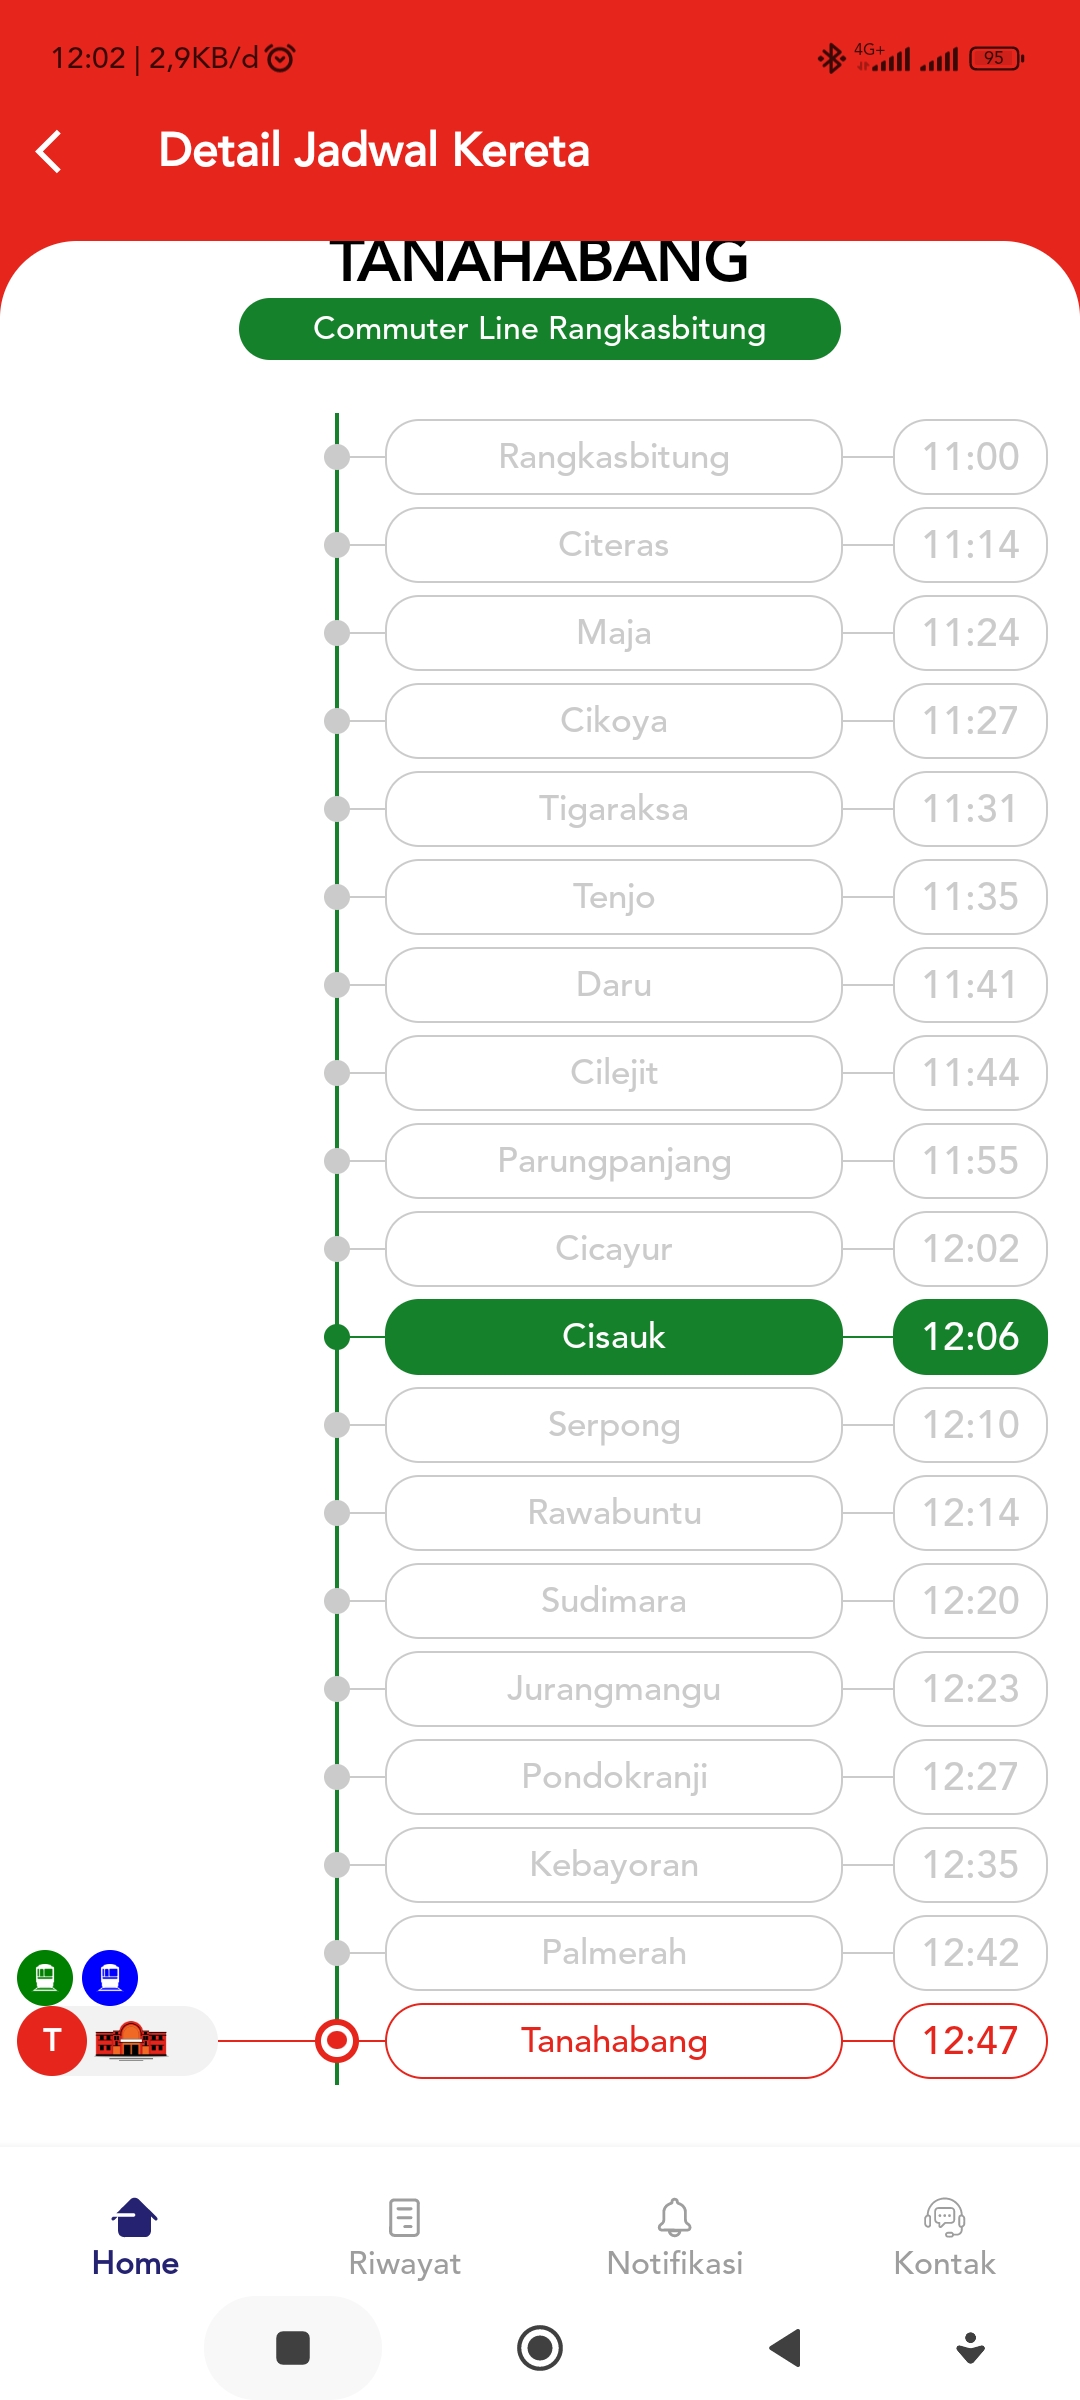 12:02 | 2,9KB/d
4G+
95
Detail Jadwal Kereta
TANAHABANG
Commuter Line Rangkasbitung
Rangkasbitung 11:00
Citeras 11:14
Maja 11:24
Cikoya 11:27
Tigaraksa 11:31
Tenjo 11:35
Daru 11:41
Cilejit 11:44
Parungpanjang 11:55
Cicayur 12:02
Cisauk 12:06
Serpong 12:10
Rawabuntu 12:14
Sudimara 12:20
Jurangmangu 12:23
Pondokranji 12:27
Kebayoran 12:35
Palmerah 12:42
T Tanahabang 12:47
Home Riwayat Notifikasi Kontak